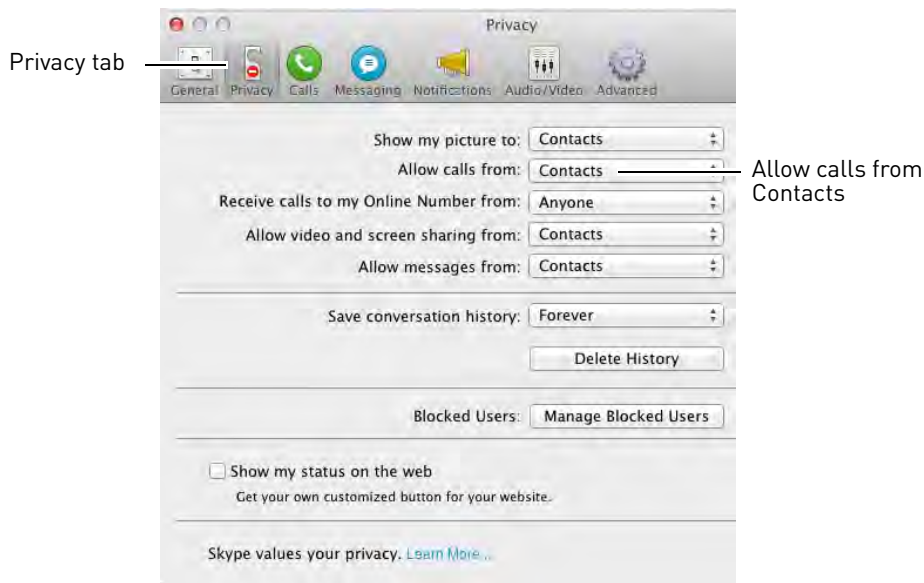 Privacy
Privacy tab
General Privacy Calls Messaging Notifications Audio/Video Advanced
Show my picture to: Contacts
Allow calls from: Contacts
Allow calls from
Contacts
Receive calls to my Online Number from: Anyone
Allow video and screen sharing from: Contacts
Allow messages from: Contacts
Save conversation history: Forever
Delete History
Blocked Users: Manage Blocked Users
Show my status on the web
Get your own customized button for your website.
Skype values your privacy. Learn More...